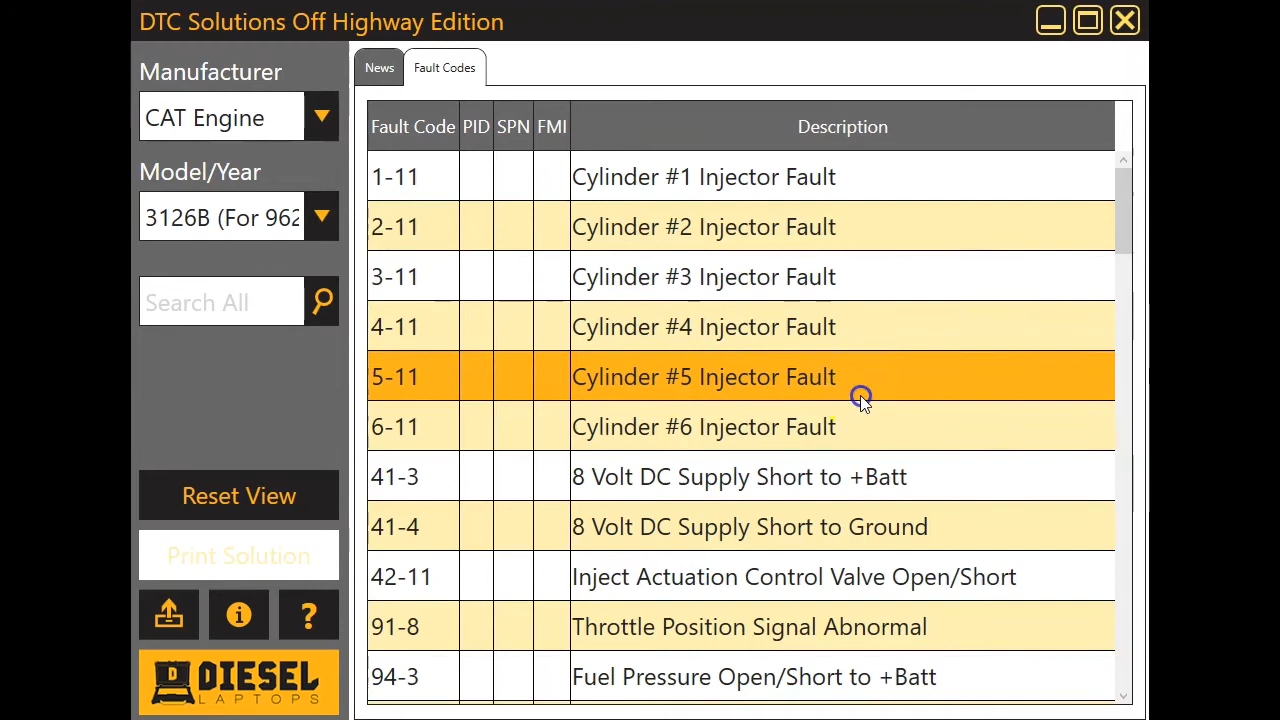 DTC Solutions Off Highway Edition
Manufacturer
CAT Engine
Model/Year
3126B (For 962
Search All
Reset View
Print Solution
i
?
DIESEL
LAPTOPS
News
Fault Codes
Fault Code PID SPN FMI Description
1-11 Cylinder #1 Injector Fault
2-11 Cylinder #2 Injector Fault
3-11 Cylinder #3 Injector Fault
4-11 Cylinder #4 Injector Fault
5-11 Cylinder #5 Injector Fault
6-11 Cylinder #6 Injector Fault
41-3 8 Volt DC Supply Short to +Batt
41-4 8 Volt DC Supply Short to Ground
42-11 Inject Actuation Control Valve Open/Short
91-8 Throttle Position Signal Abnormal
94-3 Fuel Pressure Open/Short to +Batt